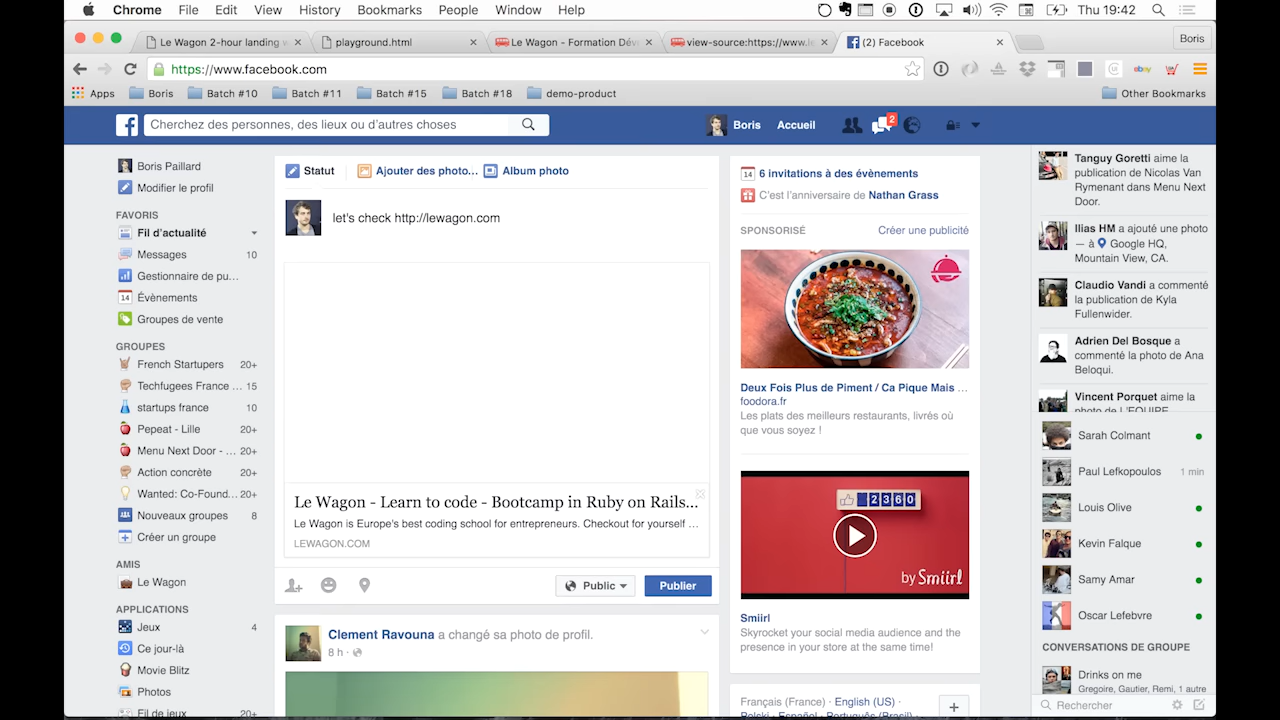 Chrome File Edit View History Bookmarks People Window Help Thu 19:42
Le Wagon 2-hour landing w
playground.html
Le Wagon - Formation Dév
view-source:https://www.l
(2) Facebook
Boris
https://www.facebook.com
ebay
Apps Boris Batch #10 Batch #11 Batch #15 Batch #18 demo-product Other Bookmarks
Cherchez des personnes, des lieux ou d'autres choses
Boris Accueil 2
Boris Paillard
Modifier le profil
FAVORIS
Fil d'actualité
Messages 10
Gestionnaire de pu...
14 Évènements
Groupes de vente
GROUPES
French Startupers 20+
Techfugees France ... 15
startups france 10
Pepeat - Lille 20+
Menu Next Door - ... 20+
Action concrète 20+
Wanted: Co-Found... 20+
Nouveaux groupes 8
Créer un groupe
AMIS
Le Wagon
APPLICATIONS
Jeux 4
Ce jour-là
Movie Blitz
Photos
Fil de jeux
Statut Ajouter des photo... Album photo
let's check http://lewagon.com
Le Wagon - Learn to code - Bootcamp in Ruby on Rails...
Le Wagon is Europe's best coding school for entrepreneurs. Checkout for yourself ...
LEWAGON.COM
Public Publier
Clement Ravouna a changé sa photo de profil.
8 h ·
14 6 invitations à des évènements
C'est l'anniversaire de Nathan Grass
SPONSORISÉ Créer une publicité
Deux Fois Plus de Piment / Ca Pique Mais ...
foodora.fr
Les plats des meilleurs restaurants, livrés où
que vous soyez !
2360
by Smiirl
Smiirl
Skyrocket your social media audience and the
presence in your store at the same time!
Français (France) · English (US) ·
Polski · Español · Português (Brasil) ·
Tanguy Goretti aime la
publication de Nicolas Van
Rymenant dans Menu Next
Door.
Ilias HM a ajouté une photo
— à Google HQ,
Mountain View, CA.
Claudio Vandi a commenté
la publication de Kyla
Fullenwider.
Adrien Del Bosque a
commenté la photo de Ana
Beloqui.
Vincent Porquet aime la
photo de L'EQUIPE
Sarah Colmant
Paul Lefkopoulos 1 min
Louis Olive
Kevin Falque
Samy Amar
Oscar Lefebvre
CONVERSATIONS DE GROUPE
Drinks on me
Gregoire, Gautier, Remi, 1 autre
Rechercher